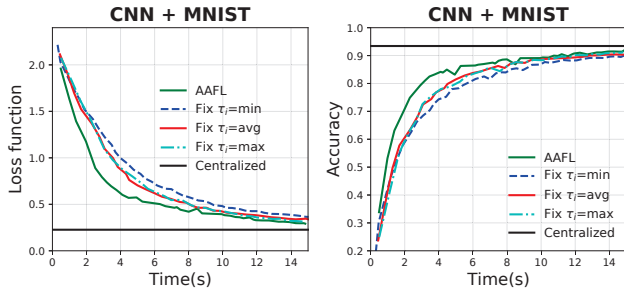 CNN + MNIST
Loss function
2.0
1.5
1.0
0.5
0.0
0 2 4 6 8 10 12 14
Time(s)
AAFL
Fix τᵢ=min
Fix τᵢ=avg
Fix τᵢ=max
Centralized
CNN + MNIST
Accuracy
1.0
0.9
0.8
0.7
0.6
0.5
0.4
0.3
0.2
0 2 4 6 8 10 12 14
Time(s)
AAFL
Fix τᵢ=min
Fix τᵢ=avg
Fix τᵢ=max
Centralized